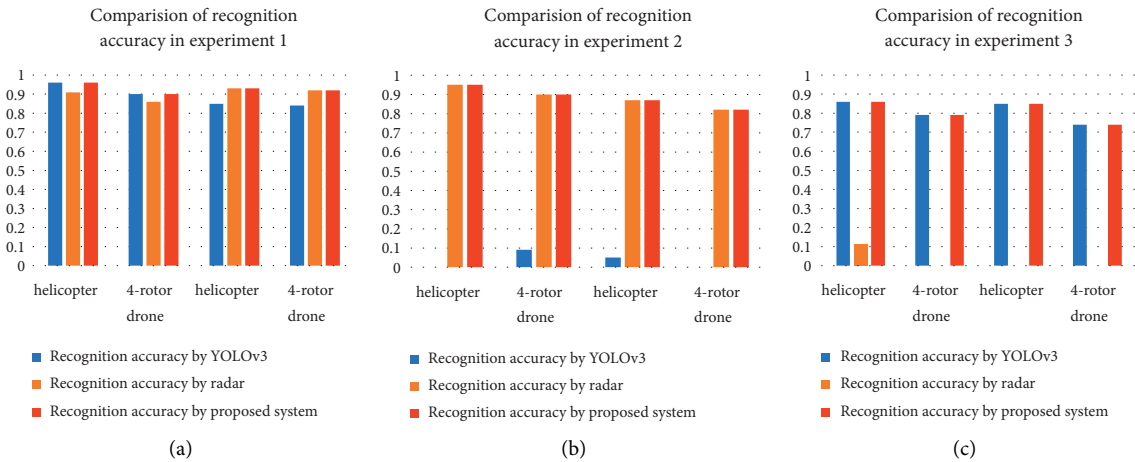 Comparision of recognition
accuracy in experiment 1
1
0.9
0.8
0.7
0.6
0.5
0.4
0.3
0.2
0.1
0
helicopter 4-rotor helicopter 4-rotor
drone drone
Recognition accuracy by YOLOv3
Recognition accuracy by radar
Recognition accuracy by proposed system
(a)
Comparision of recognition
accuracy in experiment 2
1
0.9
0.8
0.7
0.6
0.5
0.4
0.3
0.2
0.1
0
helicopter 4-rotor helicopter 4-rotor
drone drone
Recognition accuracy by YOLOv3
Recognition accuracy by radar
Recognition accuracy by proposed system
(b)
Comparision of recognition
accuracy in experiment 3
1
0.9
0.8
0.7
0.6
0.5
0.4
0.3
0.2
0.1
0
helicopter 4-rotor helicopter 4-rotor
drone drone
Recognition accuracy by YOLOv3
Recognition accuracy by radar
Recognition accuracy by proposed system
(c)